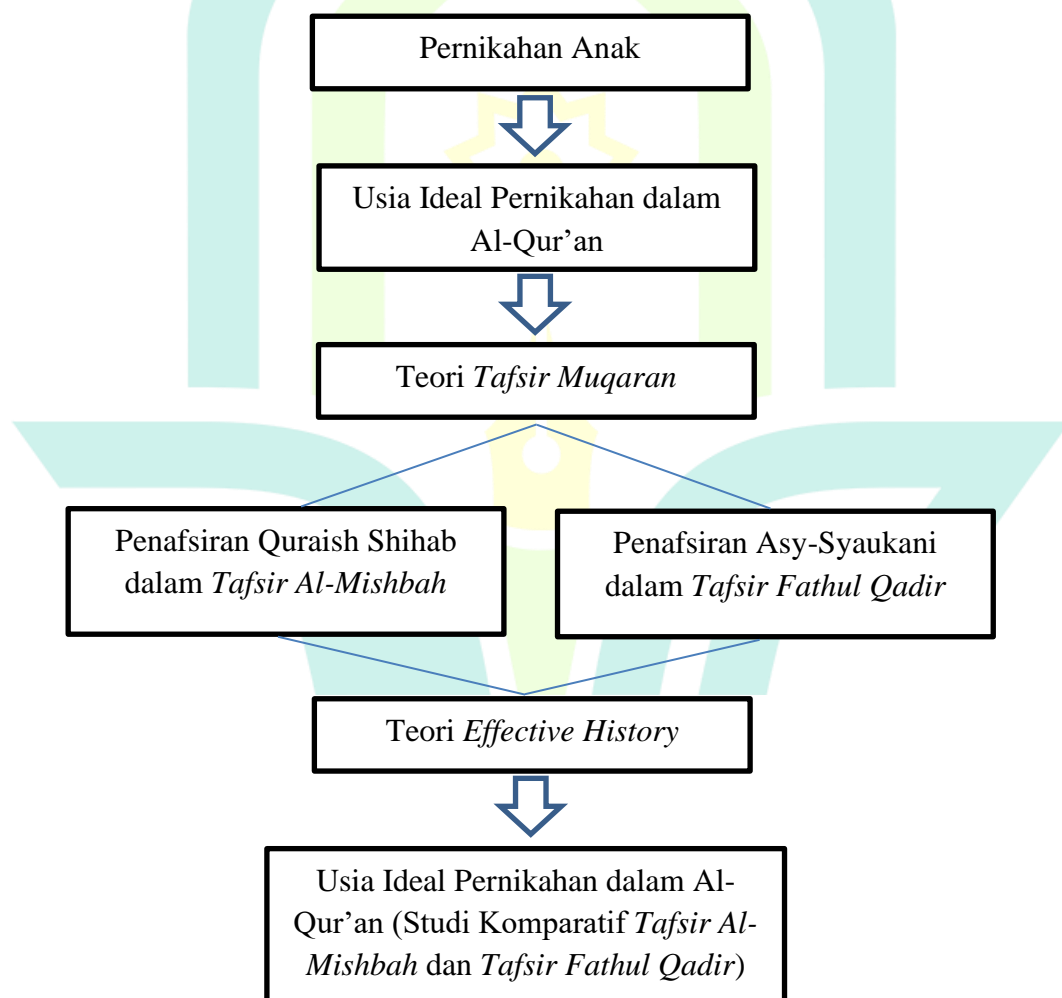 Pernikahan Anak
Usia Ideal Pernikahan dalam
Al-Qur’an
Teori Tafsir Muqaran
Penafsiran Quraish Shihab
dalam Tafsir Al-Mishbah
Penafsiran Asy-Syaukani
dalam Tafsir Fathul Qadir
Teori Effective History
Usia Ideal Pernikahan dalam Al-
Qur’an (Studi Komparatif Tafsir Al-
Mishbah dan Tafsir Fathul Qadir)